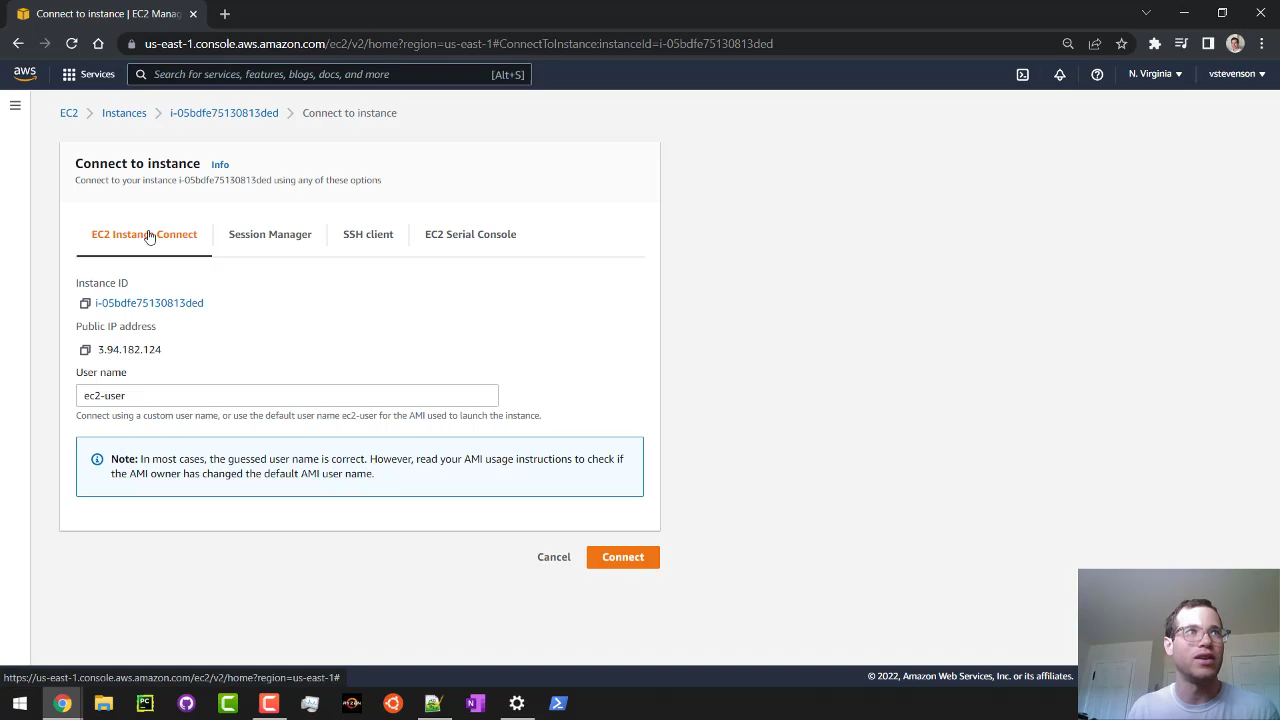 Connect to instance | EC2 Manag
us-east-1.console.aws.amazon.com/ec2/v2/home?region=us-east-1#ConnectToInstance:instanceId=i-05bdfe75130813ded
aws
Services
Search for services, features, blogs, docs, and more
[Alt+S]
N. Virginia
vstevenson
EC2
Instances
i-05bdfe75130813ded
Connect to instance
Connect to instance Info
Connect to your instance i-05bdfe75130813ded using any of these options
EC2 Instance Connect
Session Manager
SSH client
EC2 Serial Console
Instance ID
i-05bdfe75130813ded
Public IP address
3.94.182.124
User name
ec2-user
Connect using a custom user name, or use the default user name ec2-user for the AMI used to launch the instance.
Note: In most cases, the guessed user name is correct. However, read your AMI usage instructions to check if
the AMI owner has changed the default AMI user name.
Cancel
Connect
https://us-east-1.console.aws.amazon.com/ec2/v2/home?region=us-east-1#
© 2022, Amazon Web Services, Inc. or its affiliates.